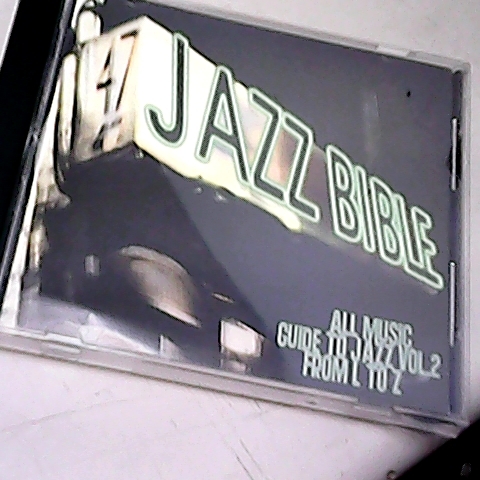 47
JAZZ BIBLE
ALL MUSIC
GUIDE TO JAZZ VOL.2
FROM L TO Z